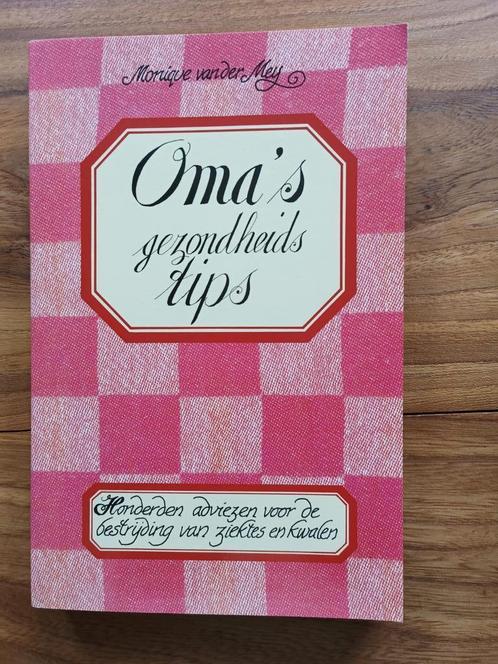 Monique van der Mey
Oma's
gezondheids
tips
Honderden adviezen voor de
bestrijding van ziektes en kwalen